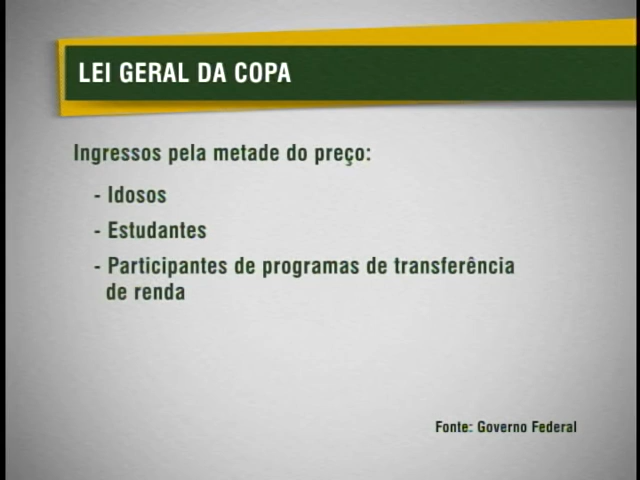 LEI GERAL DA COPA
Ingressos pela metade do preço:
- Idosos
- Estudantes
- Participantes de programas de transferência
de renda
Fonte: Governo Federal